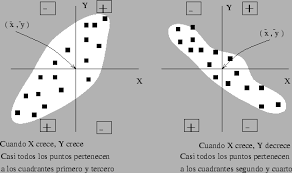 Y
Y
- +
- +
( x̄ , ȳ )
( x̄ , ȳ )
X
X
+ -
+ -
Cuando X crece, Y crece
Casi todos los puntos pertenecen
a los cuadrantes primero y tercero
Cuando X crece, Y decrece
Casi todos los puntos pertenecen
a los cuadrantes segundo y cuarto